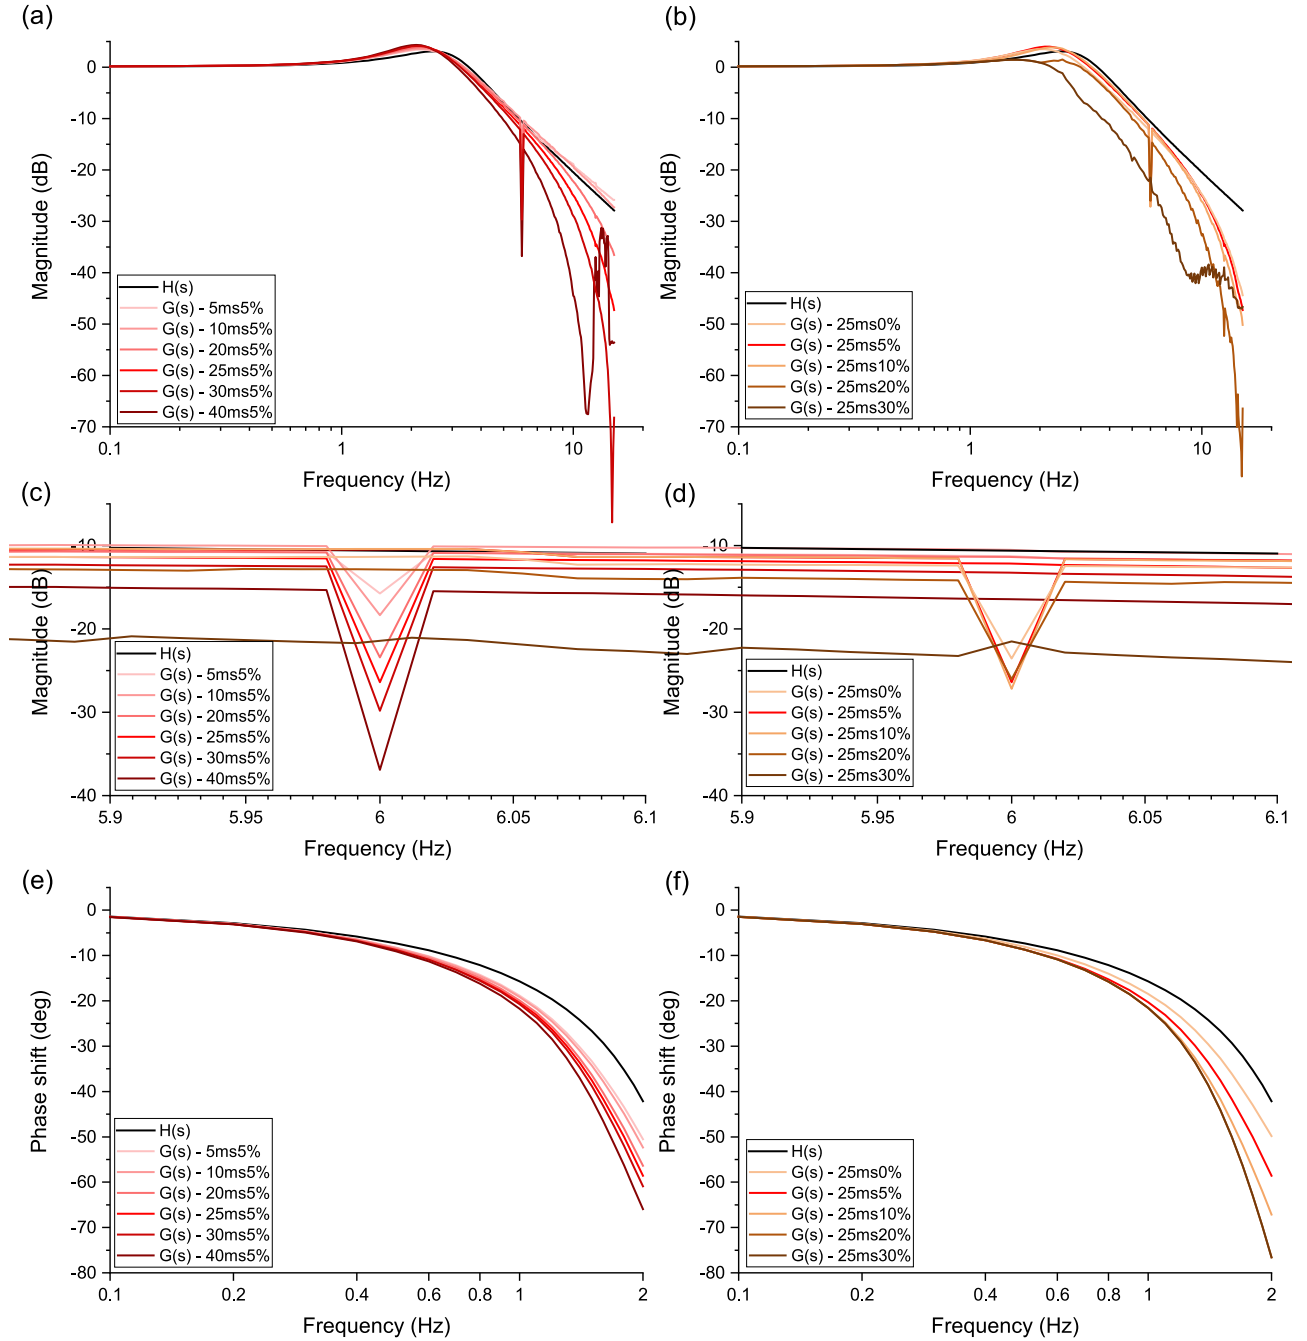 (a)
0
-10
-20
-30
-40
-50
-60
-70
Magnitude (dB)
H(s)
G(s) - 5ms5%
G(s) - 10ms5%
G(s) - 20ms5%
G(s) - 25ms5%
G(s) - 30ms5%
G(s) - 40ms5%
0.1 1 10
Frequency (Hz)
(b)
0
-10
-20
-30
-40
-50
-60
-70
Magnitude (dB)
H(s)
G(s) - 25ms0%
G(s) - 25ms5%
G(s) - 25ms10%
G(s) - 25ms20%
G(s) - 25ms30%
0.1 1 10
Frequency (Hz)
(c)
-10
-20
-30
-40
Magnitude (dB)
H(s)
G(s) - 5ms5%
G(s) - 10ms5%
G(s) - 20ms5%
G(s) - 25ms5%
G(s) - 30ms5%
G(s) - 40ms5%
5.9 5.95 6 6.05 6.1
Frequency (Hz)
(d)
-10
-20
-30
-40
Magnitude (dB)
H(s)
G(s) - 25ms0%
G(s) - 25ms5%
G(s) - 25ms10%
G(s) - 25ms20%
G(s) - 25ms30%
5.9 5.95 6 6.05 6.1
Frequency (Hz)
(e)
0
-10
-20
-30
-40
-50
-60
-70
-80
Phase shift (deg)
H(s)
G(s) - 5ms5%
G(s) - 10ms5%
G(s) - 20ms5%
G(s) - 25ms5%
G(s) - 30ms5%
G(s) - 40ms5%
0.1 0.2 0.4 0.6 0.8 1 2
Frequency (Hz)
(f)
0
-10
-20
-30
-40
-50
-60
-70
-80
Phase shift (deg)
H(s)
G(s) - 25ms0%
G(s) - 25ms5%
G(s) - 25ms10%
G(s) - 25ms20%
G(s) - 25ms30%
0.1 0.2 0.4 0.6 0.8 1 2
Frequency (Hz)